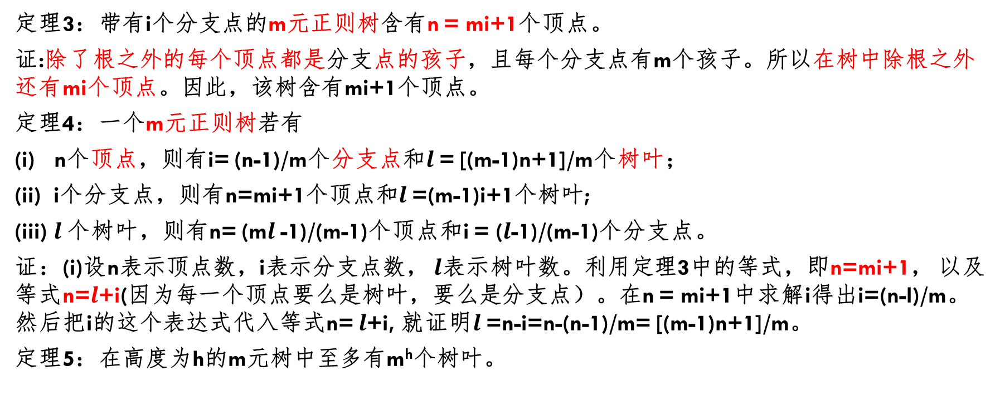 定理3：带有i个分支点的m元正则树含有n = mi+1个顶点。
证:除了根之外的每个顶点都是分支点的孩子，且每个分支点有m个孩子。所以在树中除根之外
还有mi个顶点。因此，该树含有mi+1个顶点。
定理4：一个m元正则树若有
(i) n个顶点，则有i= (n-1)/m个分支点和l = [(m-1)n+1]/m个树叶；
(ii) i个分支点，则有n=mi+1个顶点和l =(m-1)i+1个树叶;
(iii) l 个树叶，则有n= (ml -1)/(m-1)个顶点和i = (l-1)/(m-1)个分支点。
证：(i)设n表示顶点数，i表示分支点数， l表示树叶数。利用定理3中的等式，即n=mi+1， 以及
等式n=l+i(因为每一个顶点要么是树叶，要么是分支点）。在n = mi+1中求解i得出i=(n-l)/m。
然后把i的这个表达式代入等式n= l+i, 就证明l =n-i=n-(n-1)/m= [(m-1)n+1]/m。
定理5：在高度为h的m元树中至多有mʰ个树叶。